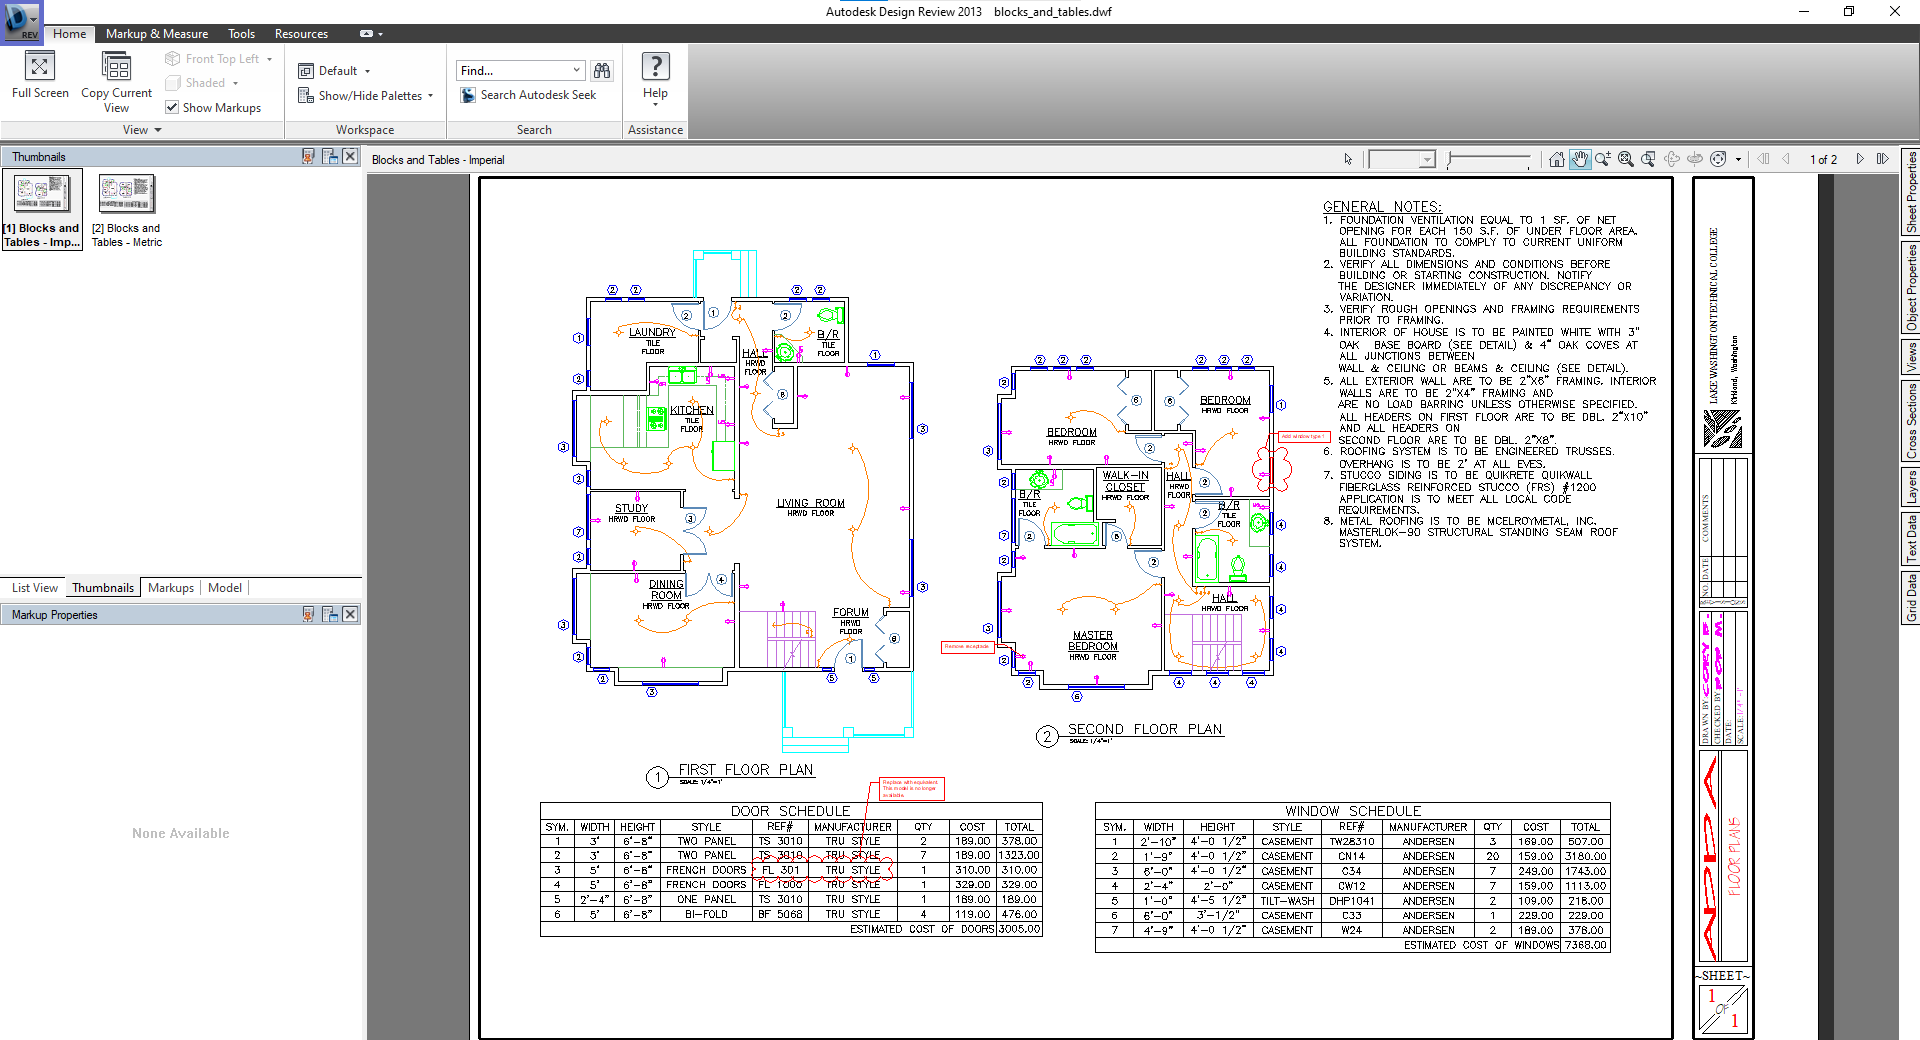 Autodesk Design Review 2013 blocks_and_tables.dwf
REV
Home Markup & Measure Tools Resources
Full Screen
Copy Current View
Front Top Left
Shaded
Show Markups
View
Default
Show/Hide Palettes
Workspace
Find...
Search Autodesk Seek
Search
Help
Assistance
Thumbnails
[1] Blocks and
Tables - Imp...
[2] Blocks and
Tables - Metric
List View Thumbnails Markups Model
Markup Properties
None Available
Blocks and Tables - Imperial
1 of 2
Sheet Properties
Object Properties
Views
Cross Sections
Layers
Text Data
Grid Data
GENERAL NOTES:
1. FOUNDATION VENTILATION EQUAL TO 1 SF. OF NET
OPENING FOR EACH 150 S.F. OF UNDER FLOOR AREA.
ALL FOUNDATION TO COMPLY TO CURRENT UNIFORM
BUILDING STANDARDS.
2. VERIFY ALL DIMENSIONS AND CONDITIONS BEFORE
BUILDING OR STARTING CONSTRUCTION. NOTIFY
THE DESIGNER IMMEDIATELY OF ANY DISCREPANCY OR
VARIATION.
3. VERIFY ROUGH OPENINGS AND FRAMING REQUIREMENTS
PRIOR TO FRAMING.
4. INTERIOR OF HOUSE IS TO BE PAINTED WHITE WITH 3"
OAK BASE BOARD (SEE DETAIL) & 4" OAK COVES AT
ALL JUNCTIONS BETWEEN
WALL & CEILING OR BEAMS & CEILING (SEE DETAIL).
5. ALL EXTERIOR WALL ARE TO BE 2"X6" FRAMING. INTERIOR
WALLS ARE TO BE 2"X4" FRAMING AND
ARE NO LOAD BARRING UNLESS OTHERWISE SPECIFIED.
ALL HEADERS ON FIRST FLOOR ARE TO BE DBL. 2"X10"
AND ALL HEADERS ON
SECOND FLOOR ARE TO BE DBL. 2"X8".
6. ROOFING SYSTEM IS TO BE ENGINEERED TRUSSES.
OVERHANG IS TO BE 2' AT ALL EVES.
7. STUCCO SIDING IS TO BE QUIKRETE QUIKWALL
FIBERGLASS REINFORCED STUCCO (FRS) #1200
APPLICATION IS TO MEET ALL LOCAL CODE
REQUIREMENTS.
8. METAL ROOFING IS TO BE MCELROYMETAL, INC.
MASTERLOK-90 STRUCTURAL STANDING SEAM ROOF
SYSTEM.
LAUNDRY
TILE
FLOOR
HALL
HRWD
FLOOR
B/R
TILE
FLOOR
KITCHEN
TILE
FLOOR
LIVING ROOM
HRWD FLOOR
STUDY
HRWD FLOOR
DINING
ROOM
HRWD FLOOR
FORUM
HRWD
FLOOR
BEDROOM
HRWD FLOOR
BEDROOM
HRWD FLOOR
WALK-IN
CLOSET
HRWD FLOOR
HALL
HRWD
FLOOR
B/R
TILE
FLOOR
B/R
TILE
FLOOR
HALL
HRWD FLOOR
MASTER
BEDROOM
HRWD FLOOR
Add window type 1
Remove receptacle
1 FIRST FLOOR PLAN
SCALE: 1/4"=1'
2 SECOND FLOOR PLAN
SCALE: 1/4"=1'
Replace with equivalent.
This model is no longer
available.
DOOR SCHEDULE
SYM. WIDTH HEIGHT STYLE REF# MANUFACTURER QTY COST TOTAL
1 3' 6'-8" TWO PANEL TS 3010 TRU STYLE 2 189.00 378.00
2 3' 6'-8" TWO PANEL TS 3010 TRU STYLE 7 189.00 1323.00
3 5' 6'-8" FRENCH DOORS FL 301 TRU STYLE 1 310.00 310.00
4 5' 6'-8" FRENCH DOORS FL 1000 TRU STYLE 1 329.00 329.00
5 2'-4" 6'-8" ONE PANEL TS 3010 TRU STYLE 1 189.00 189.00
6 5' 6'-8" BI-FOLD BF 5068 TRU STYLE 4 119.00 476.00
ESTIMATED COST OF DOORS 3005.00
WINDOW SCHEDULE
SYM. WIDTH HEIGHT STYLE REF# MANUFACTURER QTY COST TOTAL
1 2'-10" 4'-0 1/2" CASEMENT TW28310 ANDERSEN 3 169.00 507.00
2 1'-9" 4'-0 1/2" CASEMENT CN14 ANDERSEN 20 159.00 3180.00
3 6'-0" 4'-0 1/2" CASEMENT C34 ANDERSEN 7 249.00 1743.00
4 2'-4" 2'-0" CASEMENT CW12 ANDERSEN 7 159.00 1113.00
5 1'-0" 4'-5 1/2" TILT-WASH DHP1041 ANDERSEN 2 109.00 218.00
6 6'-0" 3'-1/2" CASEMENT C33 ANDERSEN 1 229.00 229.00
7 4'-9" 4'-0 1/2" CASEMENT W24 ANDERSEN 2 189.00 378.00
ESTIMATED COST OF WINDOWS 7368.00
LAKE WASHINGTON TECHNICAL COLLEGE
Kirkland, Washington
NO. DATE COMMENTS
DRAWN BY
CHECKED BY POP M.
DATE:
SCALE: 1/4"=1'
FLOOR PLANS
~SHEET~
1 OF 1